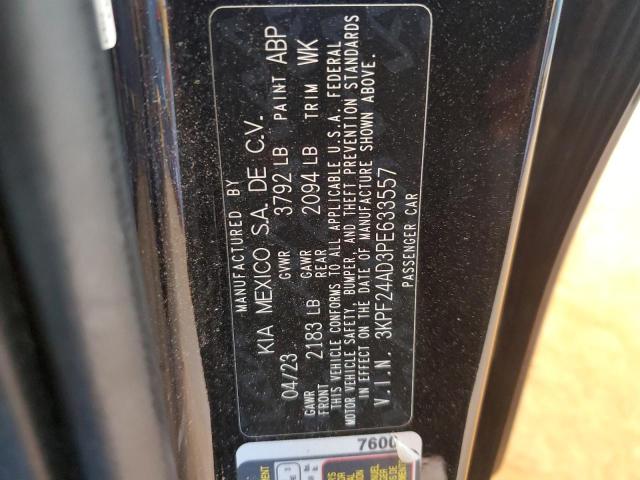 MANUFACTURED BY
KIA MEXICO S.A. DE C.V.
04/23 GVWR 3792 LB PAINT ABP
GAWR FRONT 2183 LB GAWR REAR 2094 LB TRIM WK
THIS VEHICLE CONFORMS TO ALL APPLICABLE U.S.A. FEDERAL
MOTOR VEHICLE SAFETY, BUMPER, AND THEFT PREVENTION STANDARDS
IN EFFECT ON THE DATE OF MANUFACTURE SHOWN ABOVE.
V.I.N. 3KPF24AD3PE633557
PASSENGER CAR
7600